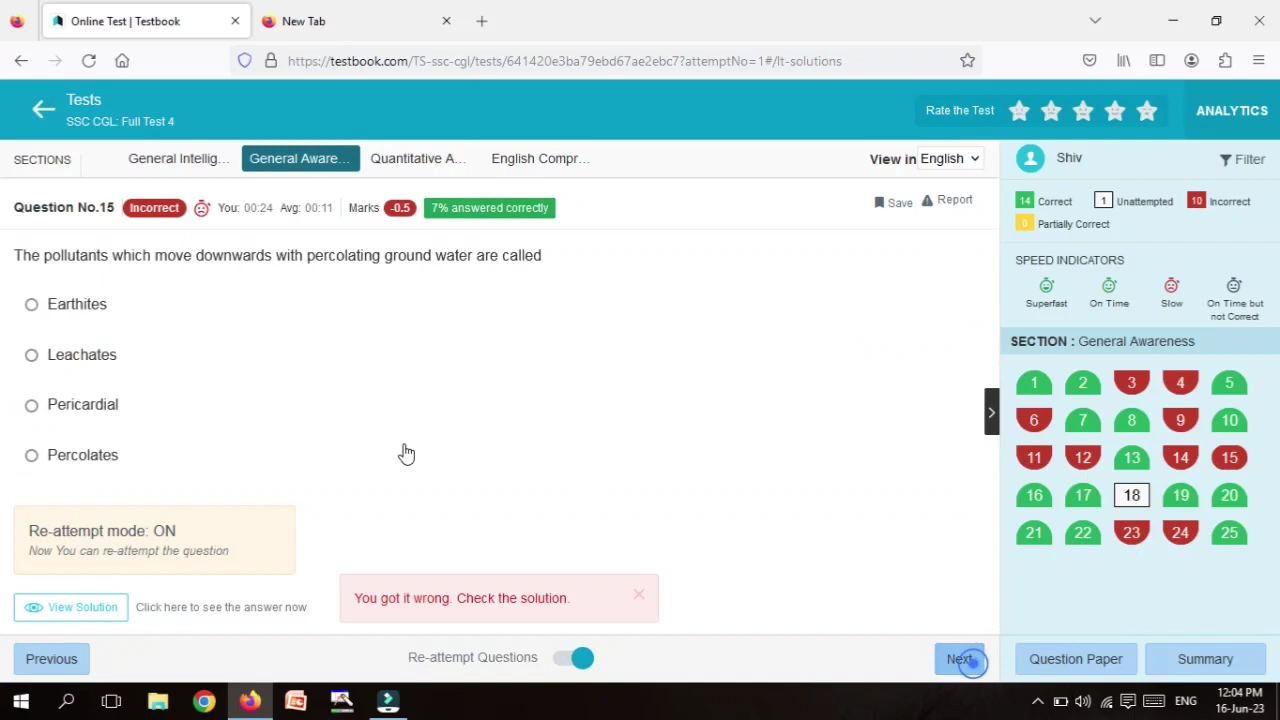 Online Test | Testbook
New Tab
https://testbook.com/TS-ssc-cgl/tests/641420e3ba79ebd67ae2ebc7?attemptNo=1#/lt-solutions
Tests
SSC CGL: Full Test 4
Rate the Test
ANALYTICS
SECTIONS
General Intellig...
General Aware...
Quantitative A...
English Compr...
View in English
Shiv
Filter
Question No.15 Incorrect You: 00:24 Avg: 00:11 Marks -0.5 7% answered correctly
Save
Report
14 Correct
1 Unattempted
10 Incorrect
0 Partially Correct
The pollutants which move downwards with percolating ground water are called
Earthites
Leachates
Pericardial
Percolates
SPEED INDICATORS
Superfast
On Time
Slow
On Time but
not Correct
SECTION : General Awareness
1 2 3 4 5
6 7 8 9 10
11 12 13 14 15
16 17 18 19 20
21 22 23 24 25
Re-attempt mode: ON
Now You can re-attempt the question
View Solution
Click here to see the answer now
You got it wrong. Check the solution.
Previous
Re-attempt Questions
Next
Question Paper
Summary
ENG
12:04 PM
16-Jun-23